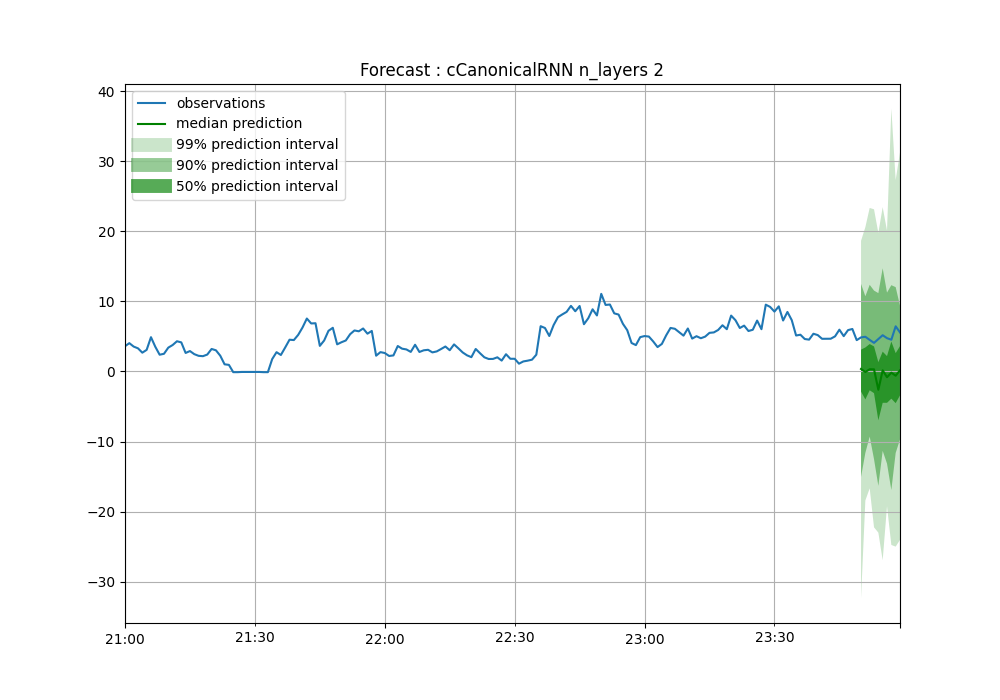 Forecast : cCanonicalRNN n_layers 2
observations
median prediction
99% prediction interval
90% prediction interval
50% prediction interval
40
30
20
10
0
−10
−20
−30
21:00
21:30
22:00
22:30
23:00
23:30